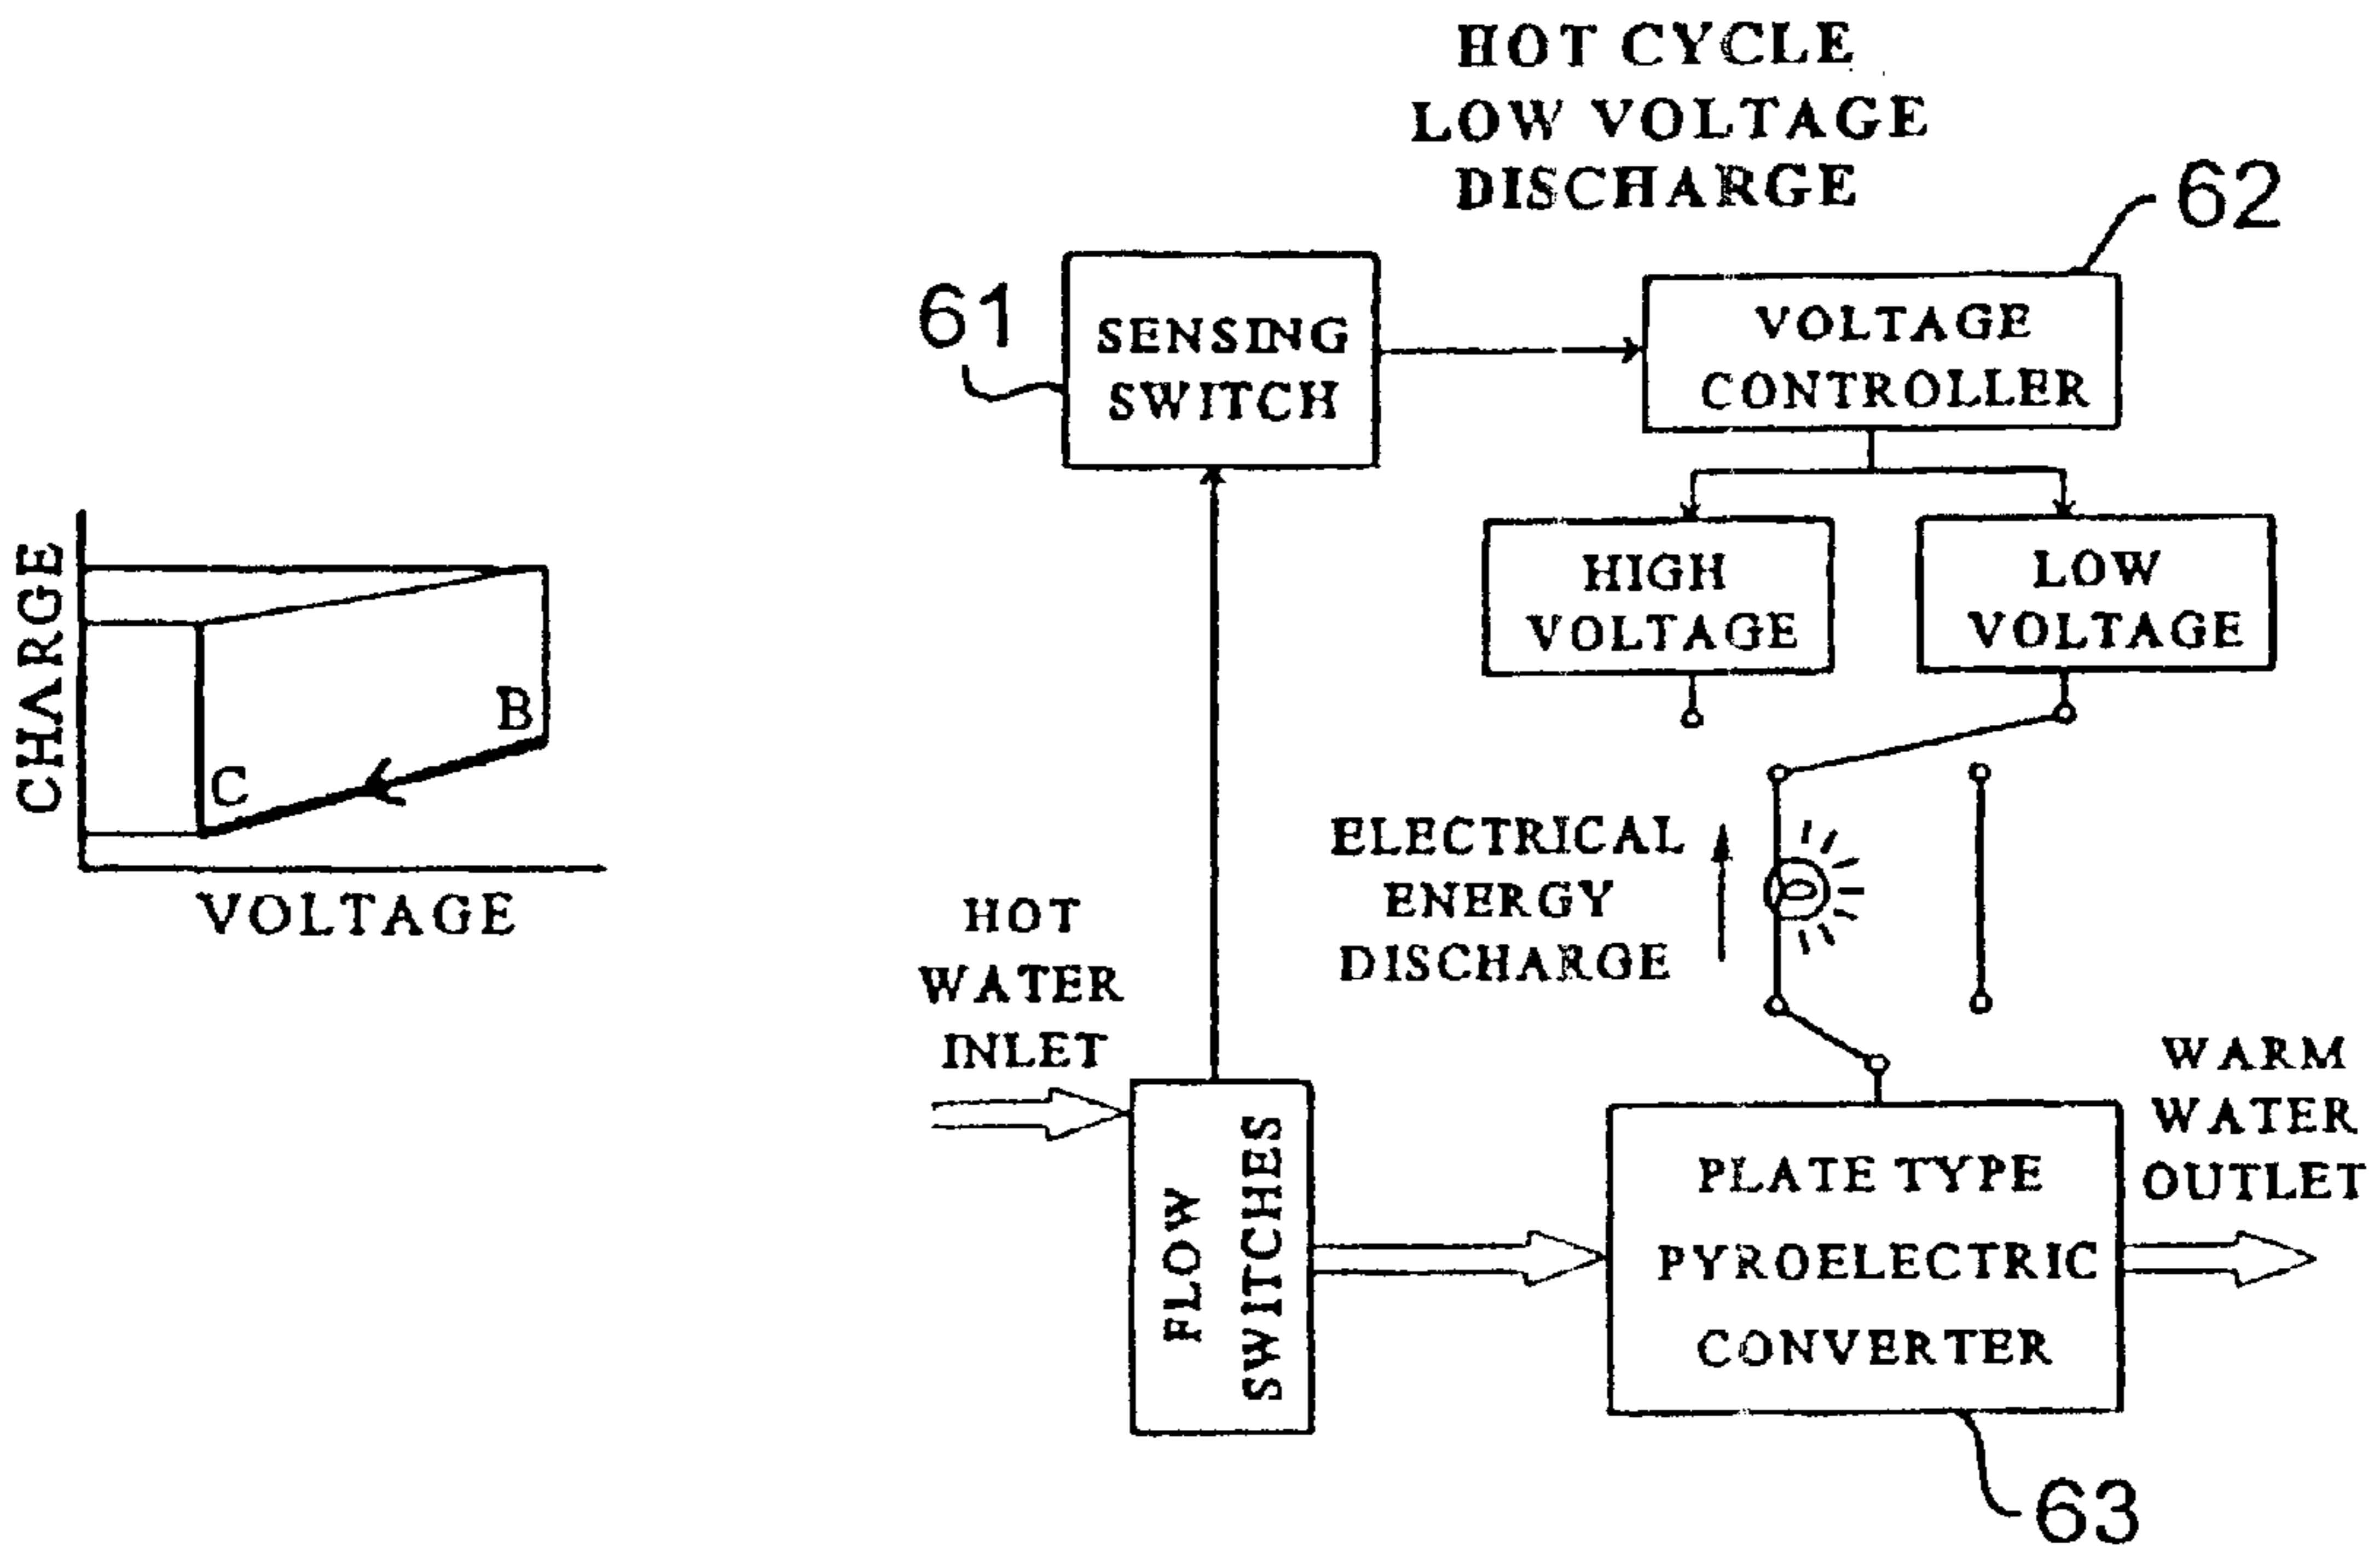 HOT CYCLE
LOW VOLTAGE
DISCHARGE
62
61
SENSING
SWITCH
VOLTAGE
CONTROLLER
HIGH
VOLTAGE
LOW
VOLTAGE
CHARGE
B
C
VOLTAGE
ELECTRICAL
ENERGY
DISCHARGE
HOT
WATER
INLET
FLOW
SWITCHES
WARM
WATER
OUTLET
PLATE TYPE
PYROELECTRIC
CONVERTER
63